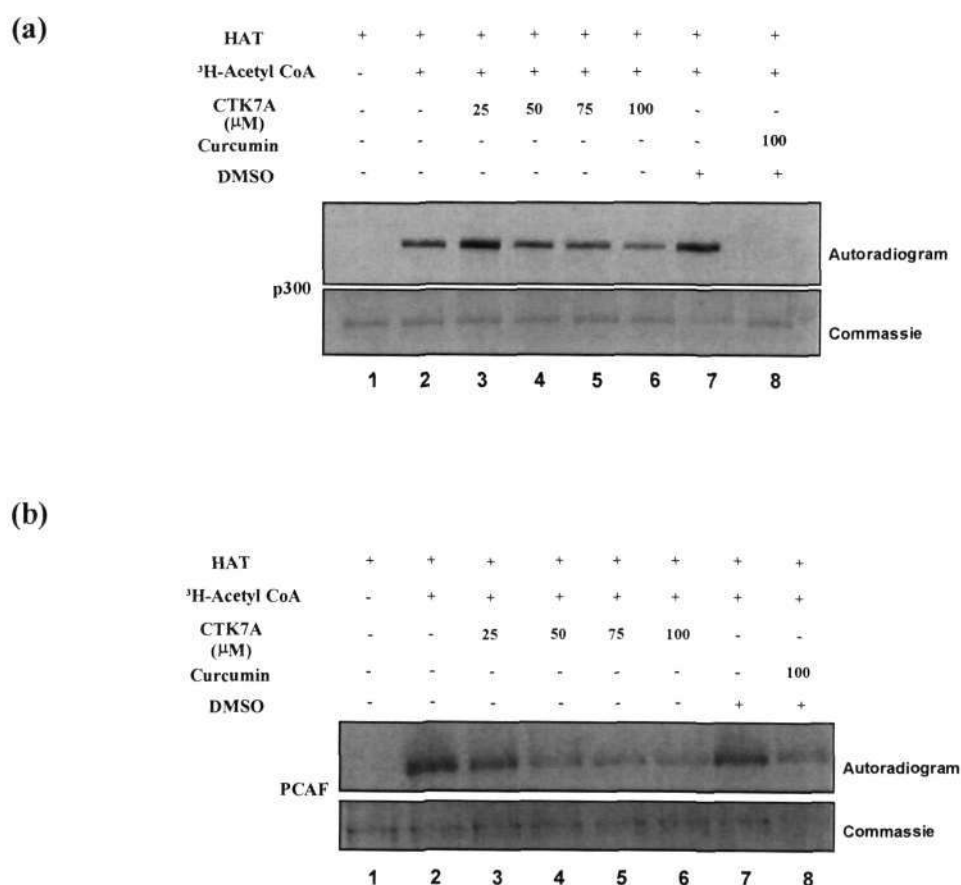 (a)
HAT + + + + + + + +
³H-Acetyl CoA - + + + + + + +
CTK7A (μM) - - 25 50 75 100 - -
Curcumin - - - - - - - 100
DMSO - - - - - - + +
p300
Autoradiogram
Commassie
1 2 3 4 5 6 7 8
(b)
HAT + + + + + + + +
³H-Acetyl CoA - + + + + + + +
CTK7A (μM) - - 25 50 75 100 - -
Curcumin - - - - - - - 100
DMSO - - - - - - + +
PCAF
Autoradiogram
Commassie
1 2 3 4 5 6 7 8